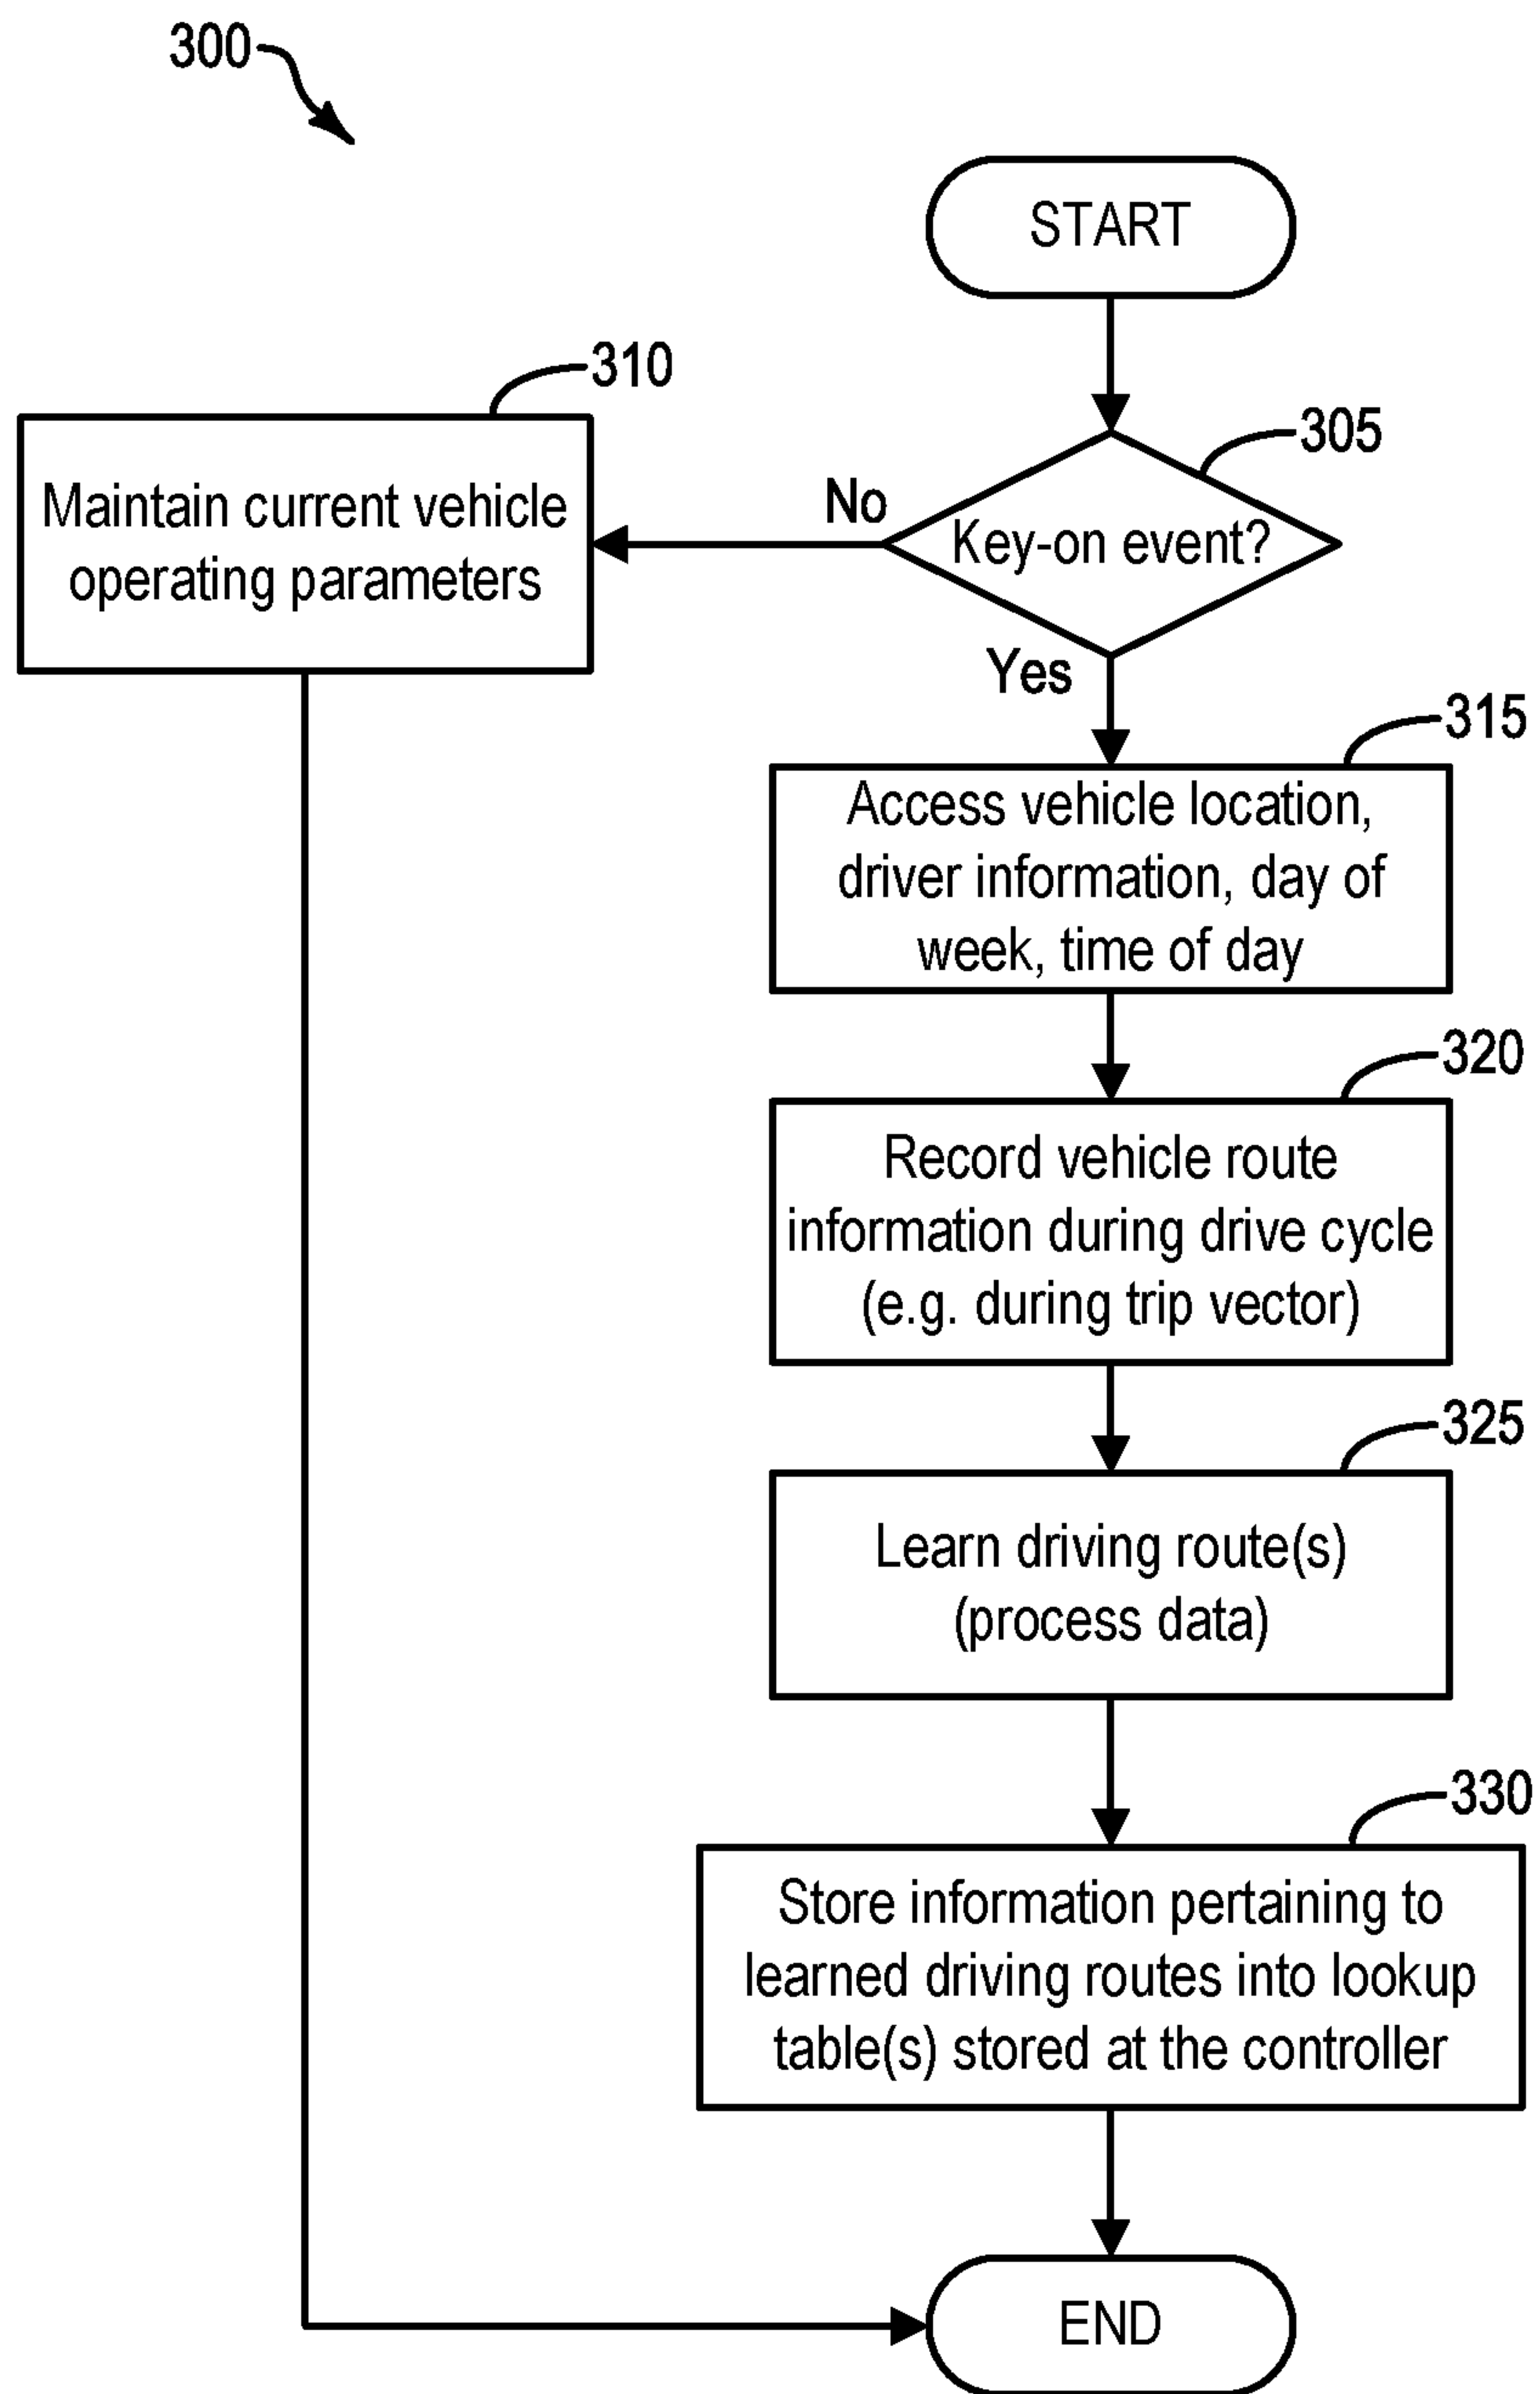 300
START
310
305
Maintain current vehicle
operating parameters
No
Key-on event?
Yes
315
Access vehicle location,
driver information, day of
week, time of day
320
Record vehicle route
information during drive cycle
(e.g. during trip vector)
325
Learn driving route(s)
(process data)
330
Store information pertaining to
learned driving routes into lookup
table(s) stored at the controller
END